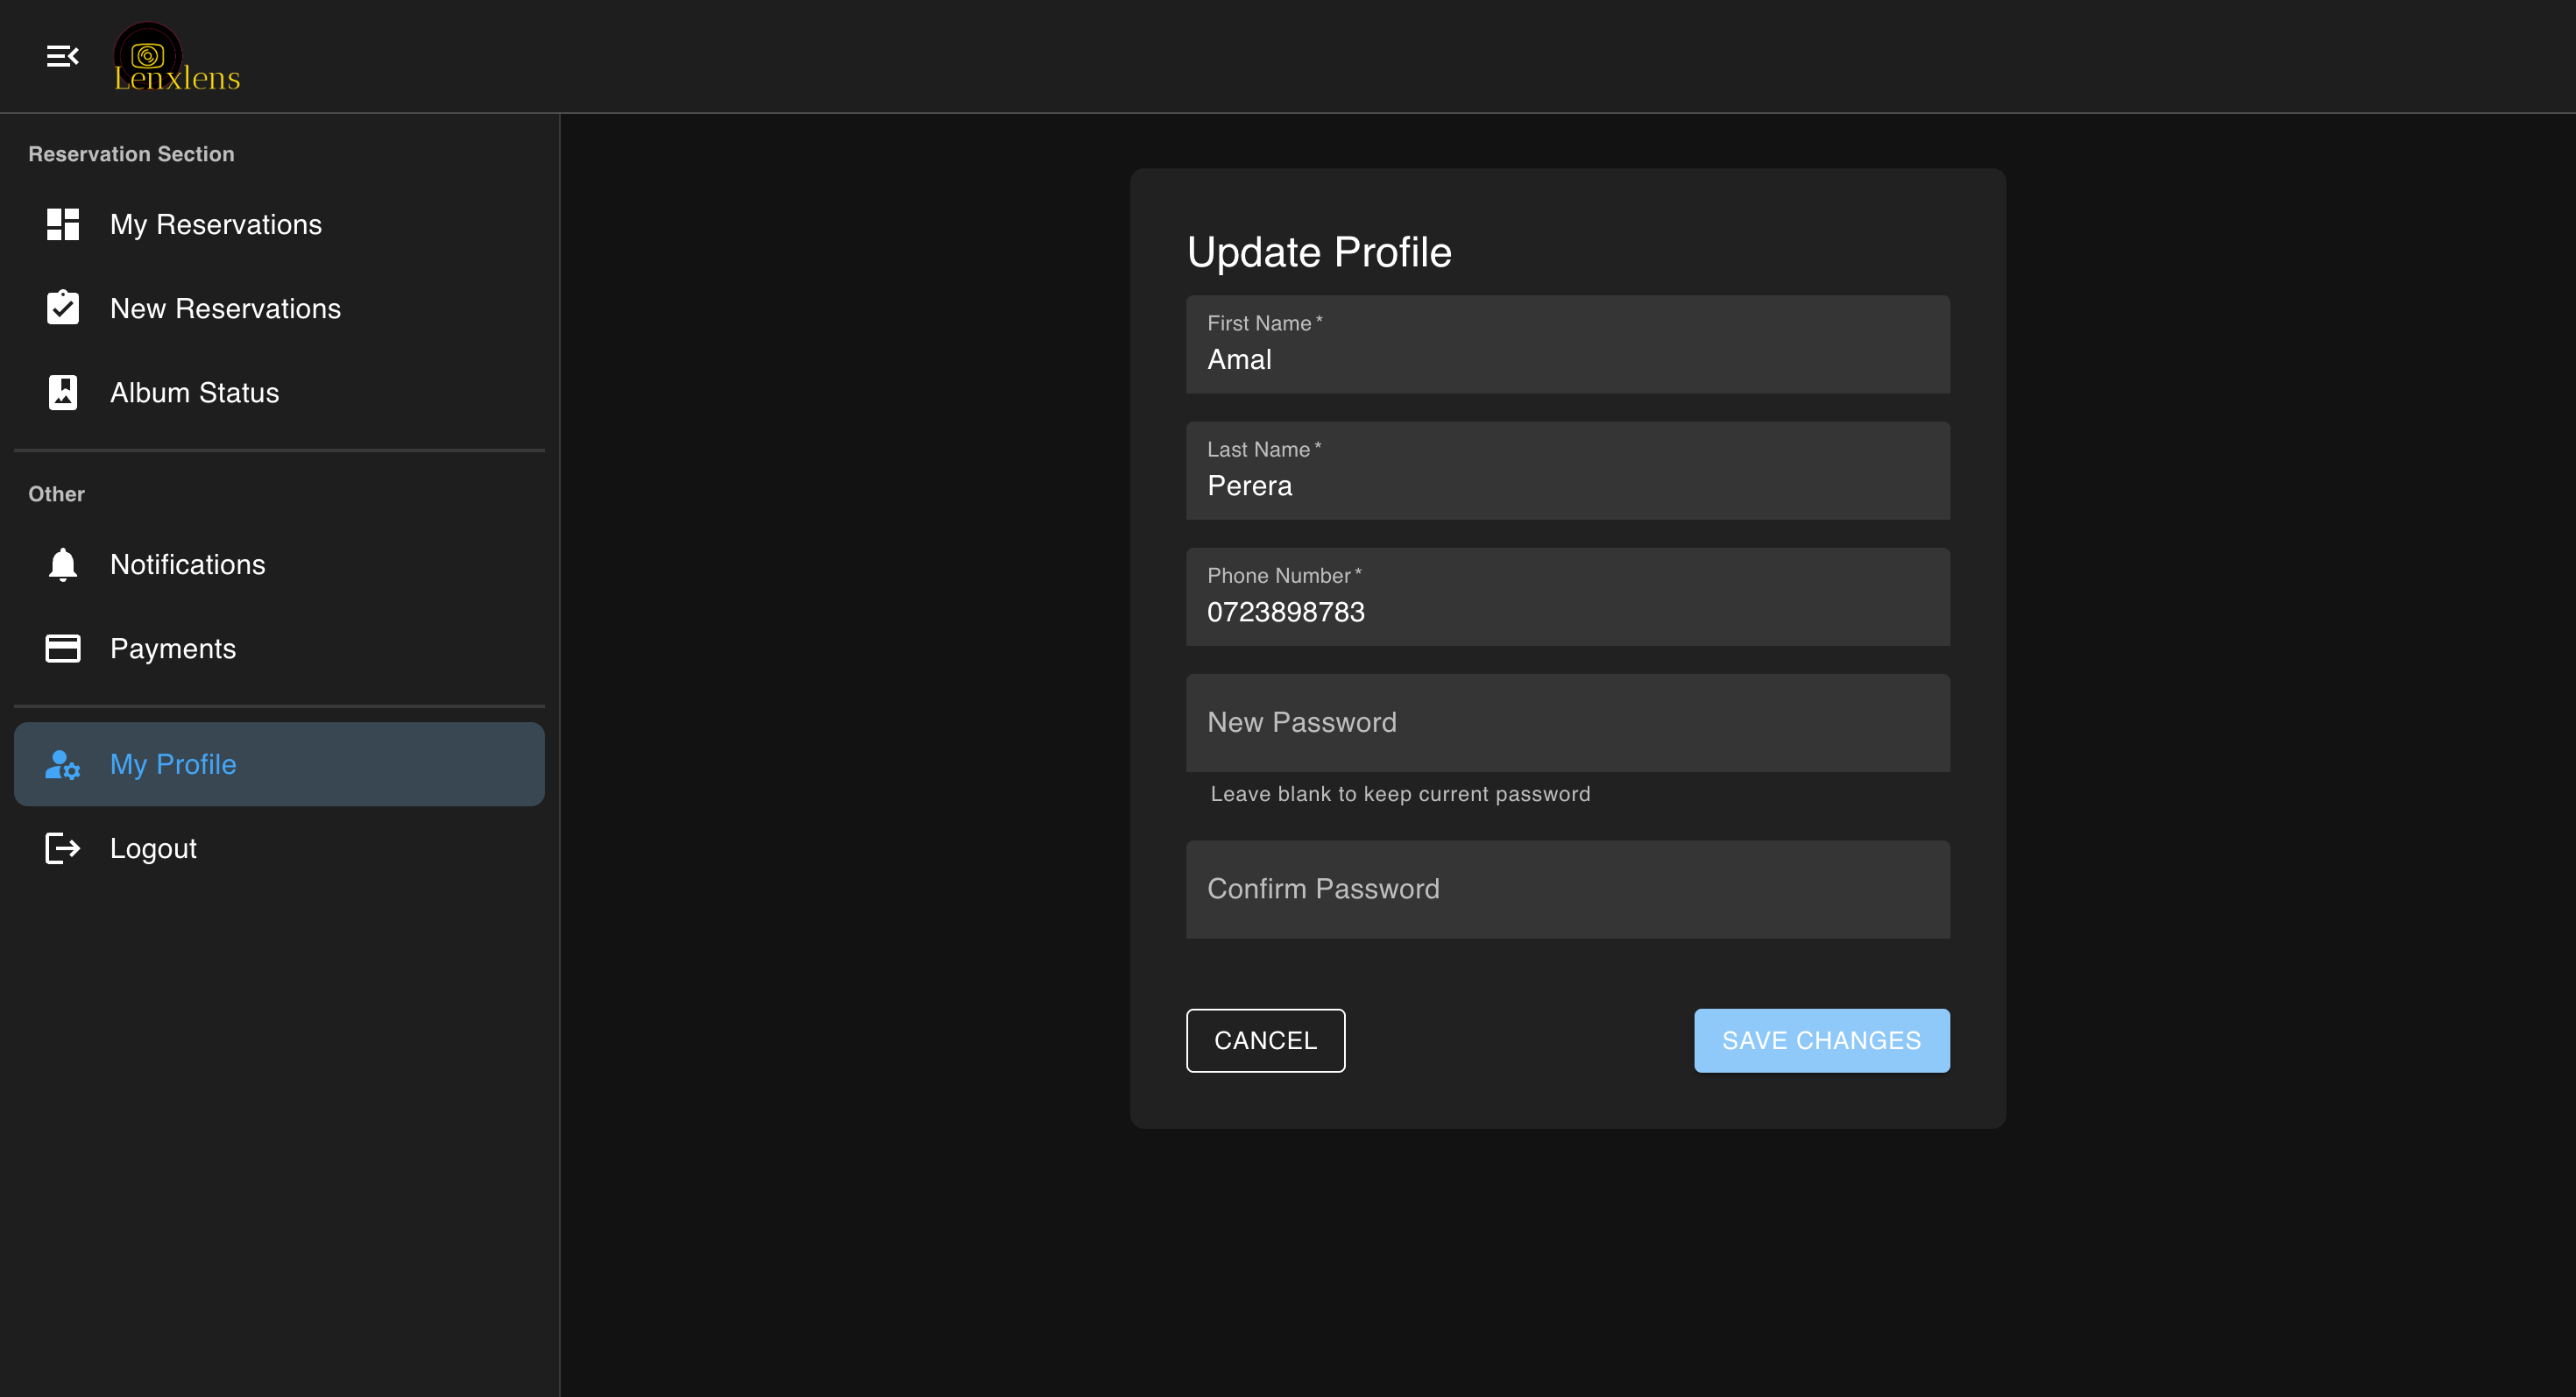 Lenxlens
Reservation Section
My Reservations
New Reservations
Album Status
Other
Notifications
Payments
My Profile
Logout
Update Profile
First Name *
Amal
Last Name *
Perera
Phone Number *
0723898783
New Password
Leave blank to keep current password
Confirm Password
CANCEL
SAVE CHANGES